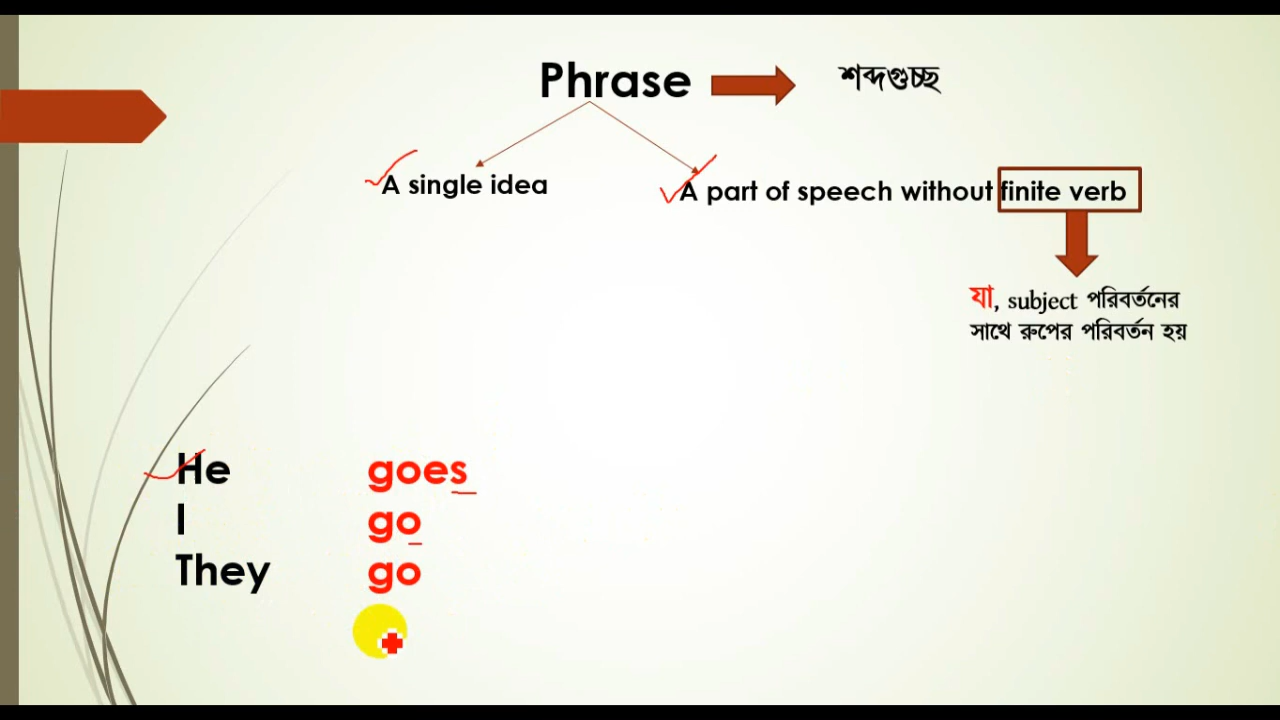 Phrase শব্দগুচ্ছ
A single idea
A part of speech without finite verb
যা, subject পরিবর্তনের
সাথে রুপের পরিবর্তন হয়
He goes
I go
They go